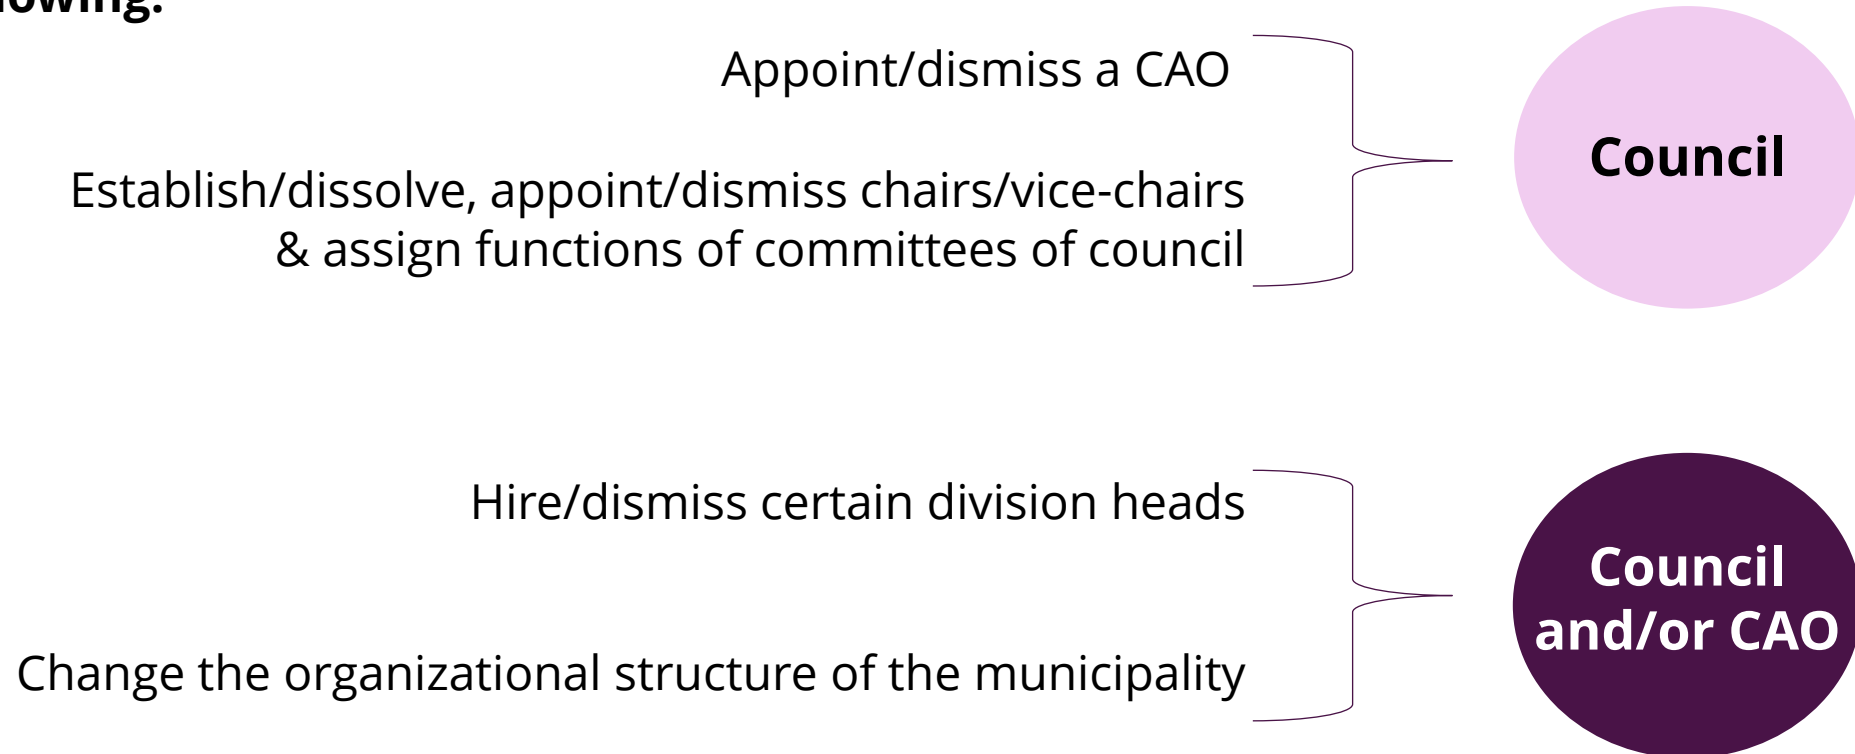 Appoint/dismiss a CAO
Establish/dissolve, appoint/dismiss chairs/vice-chairs
& assign functions of committees of council
Council
Hire/dismiss certain division heads
Change the organizational structure of the municipality
Council
and/or CAO